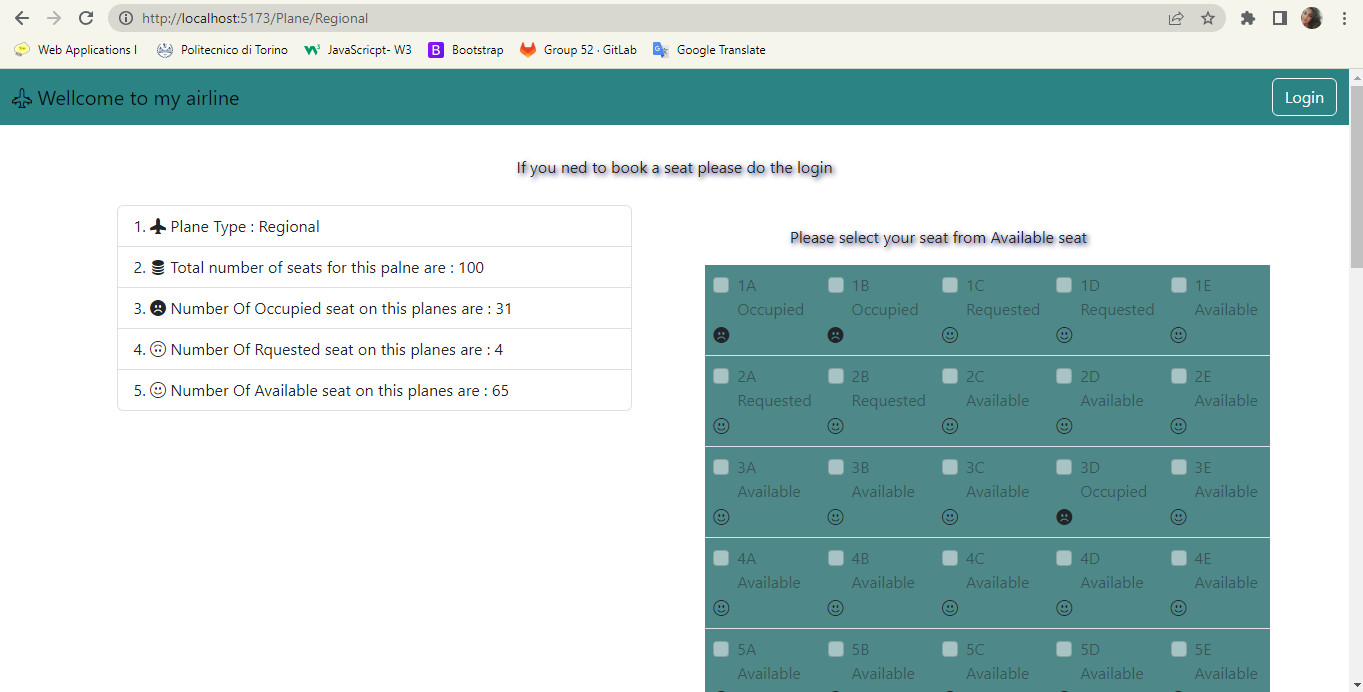 http://localhost:5173/Plane/Regional
Web Applications I Politecnico di Torino JavaScricpt- W3 Bootstrap Group 52 · GitLab Google Translate
Wellcome to my airline Login
If you ned to book a seat please do the login
1. Plane Type : Regional
2. Total number of seats for this palne are : 100
3. Number Of Occupied seat on this planes are : 31
4. Number Of Rquested seat on this planes are : 4
5. Number Of Available seat on this planes are : 65
Please select your seat from Available seat
1A 1B 1C 1D 1E
Occupied Occupied Requested Requested Available
2A 2B 2C 2D 2E
Requested Requested Available Available Available
3A 3B 3C 3D 3E
Available Available Available Occupied Available
4A 4B 4C 4D 4E
Available Available Available Available Available
5A 5B 5C 5D 5E
Available Available Available Available Available